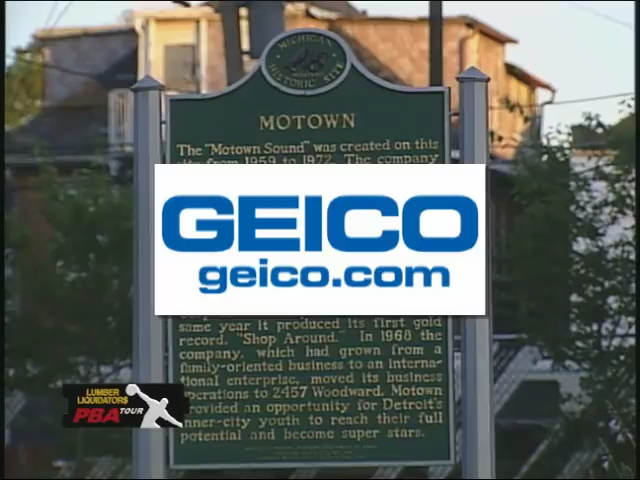 MICHIGAN
HISTORIC SITE
MOTOWN
The "Motown Sound" was created on this
site from 1959 to 1972. The company
GEICO
geico.com
same year it produced its first gold
record, "Shop Around." In 1968 the
company, which had grown from a
family-oriented business to an interna-
tional enterprise, moved its business
operations to 2457 Woodward. Motown
provided an opportunity for Detroit's
inner-city youth to reach their full
potential and become super stars.
LUMBER
LIQUIDATORS
PBA TOUR